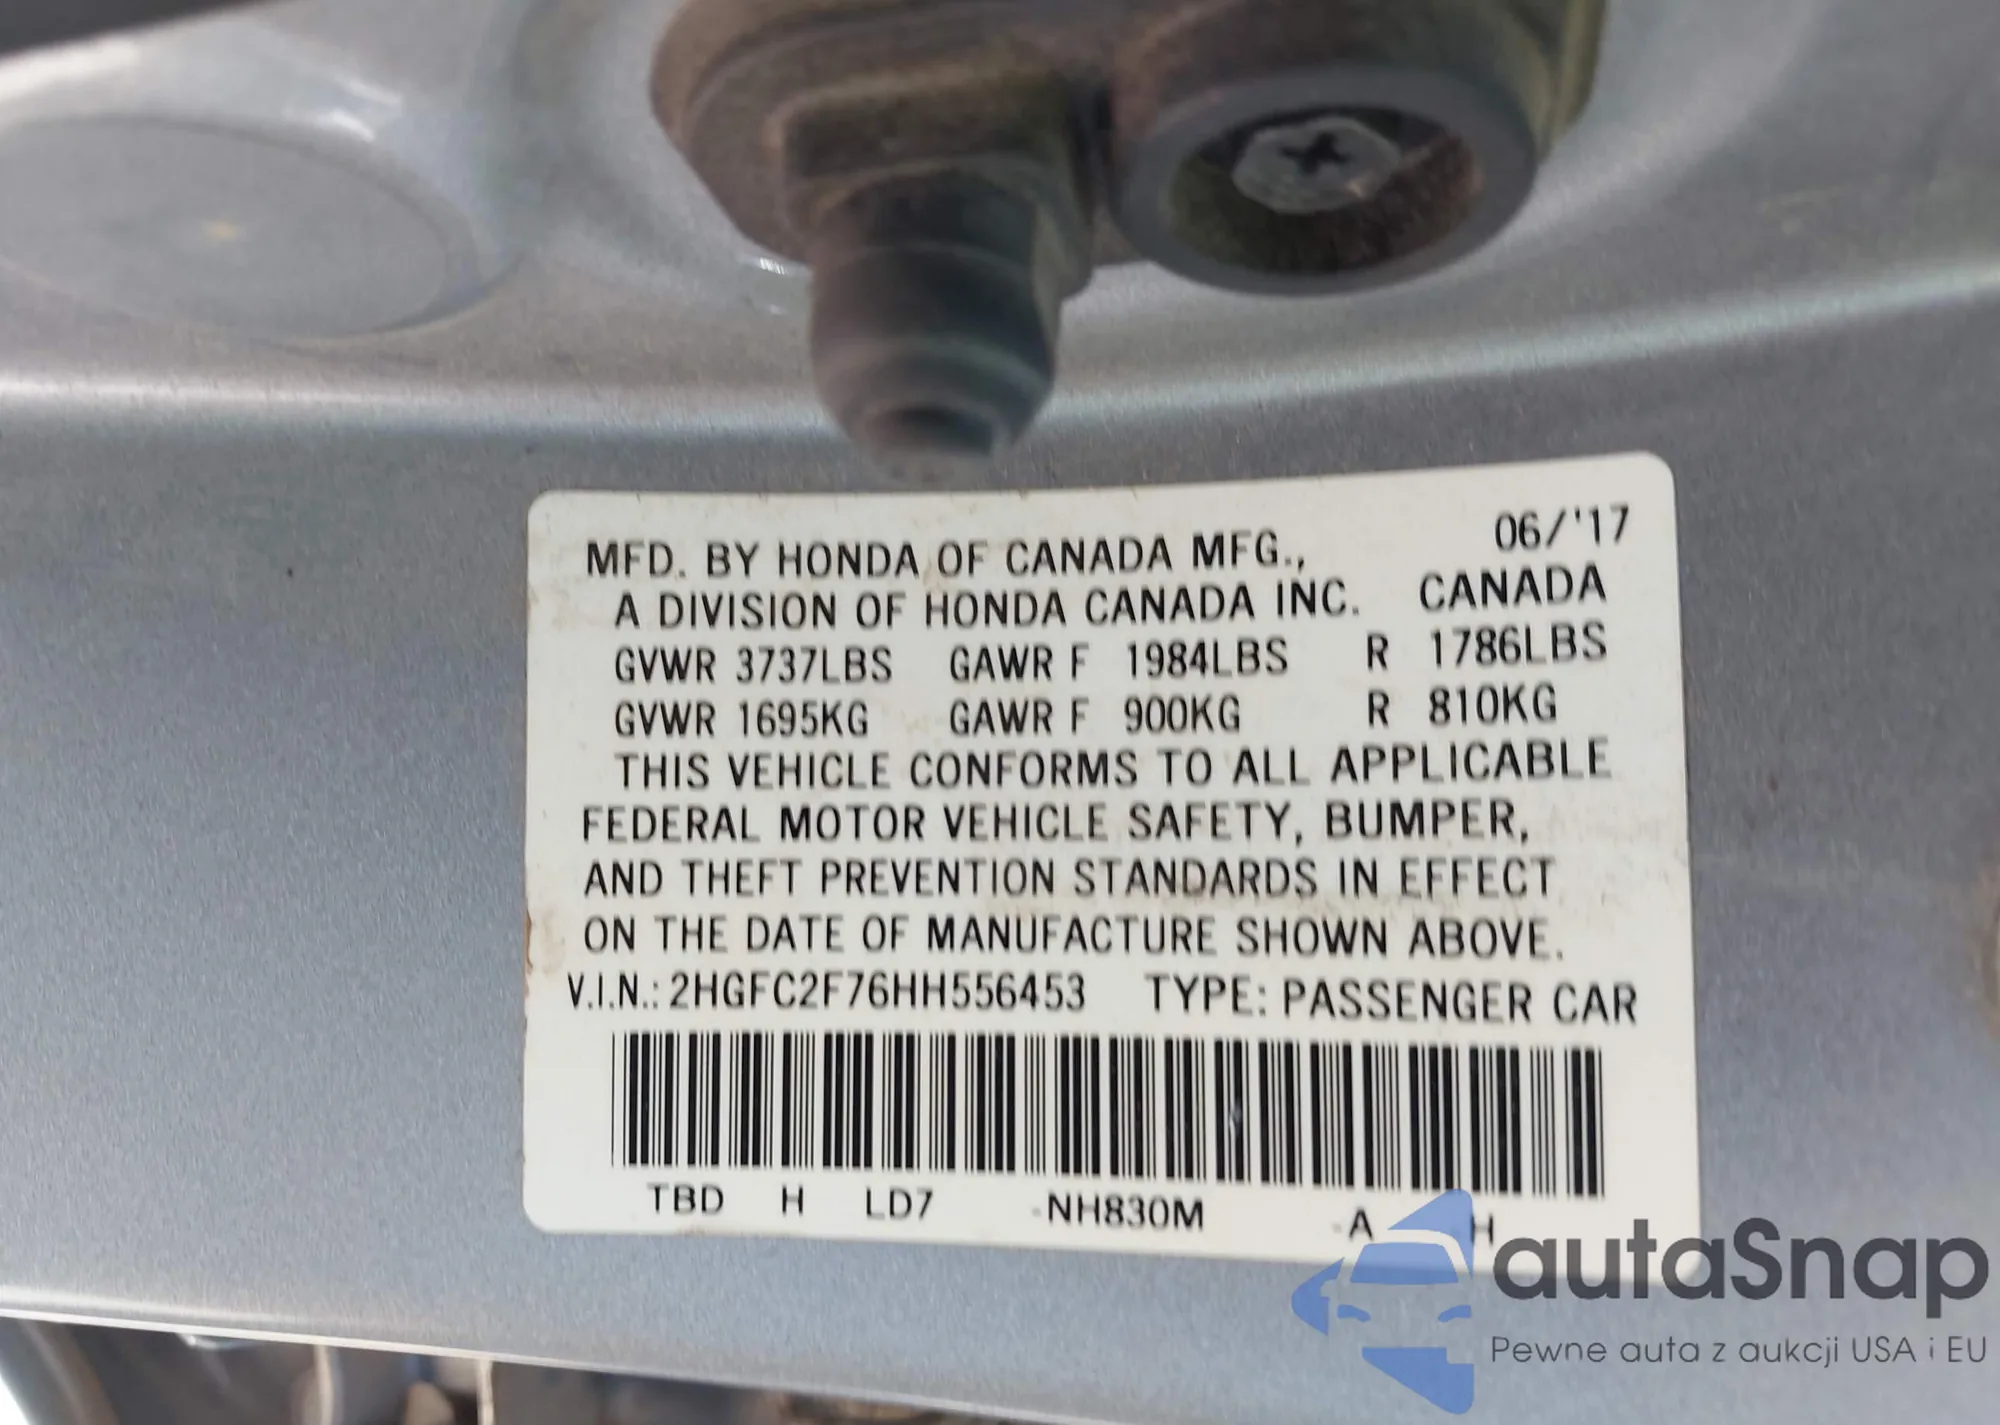 06/'17
MFD. BY HONDA OF CANADA MFG.,
A DIVISION OF HONDA CANADA INC. CANADA
GVWR 3737LBS GAWR F 1984LBS R 1786LBS
GVWR 1695KG GAWR F 900KG R 810KG
THIS VEHICLE CONFORMS TO ALL APPLICABLE
FEDERAL MOTOR VEHICLE SAFETY, BUMPER,
AND THEFT PREVENTION STANDARDS IN EFFECT
ON THE DATE OF MANUFACTURE SHOWN ABOVE.
V.I.N.: 2HGFC2F76HH556453 TYPE: PASSENGER CAR
TBD H LD7 -NH830M -A H
autaSnap
Pewne auta z aukcji USA i EU